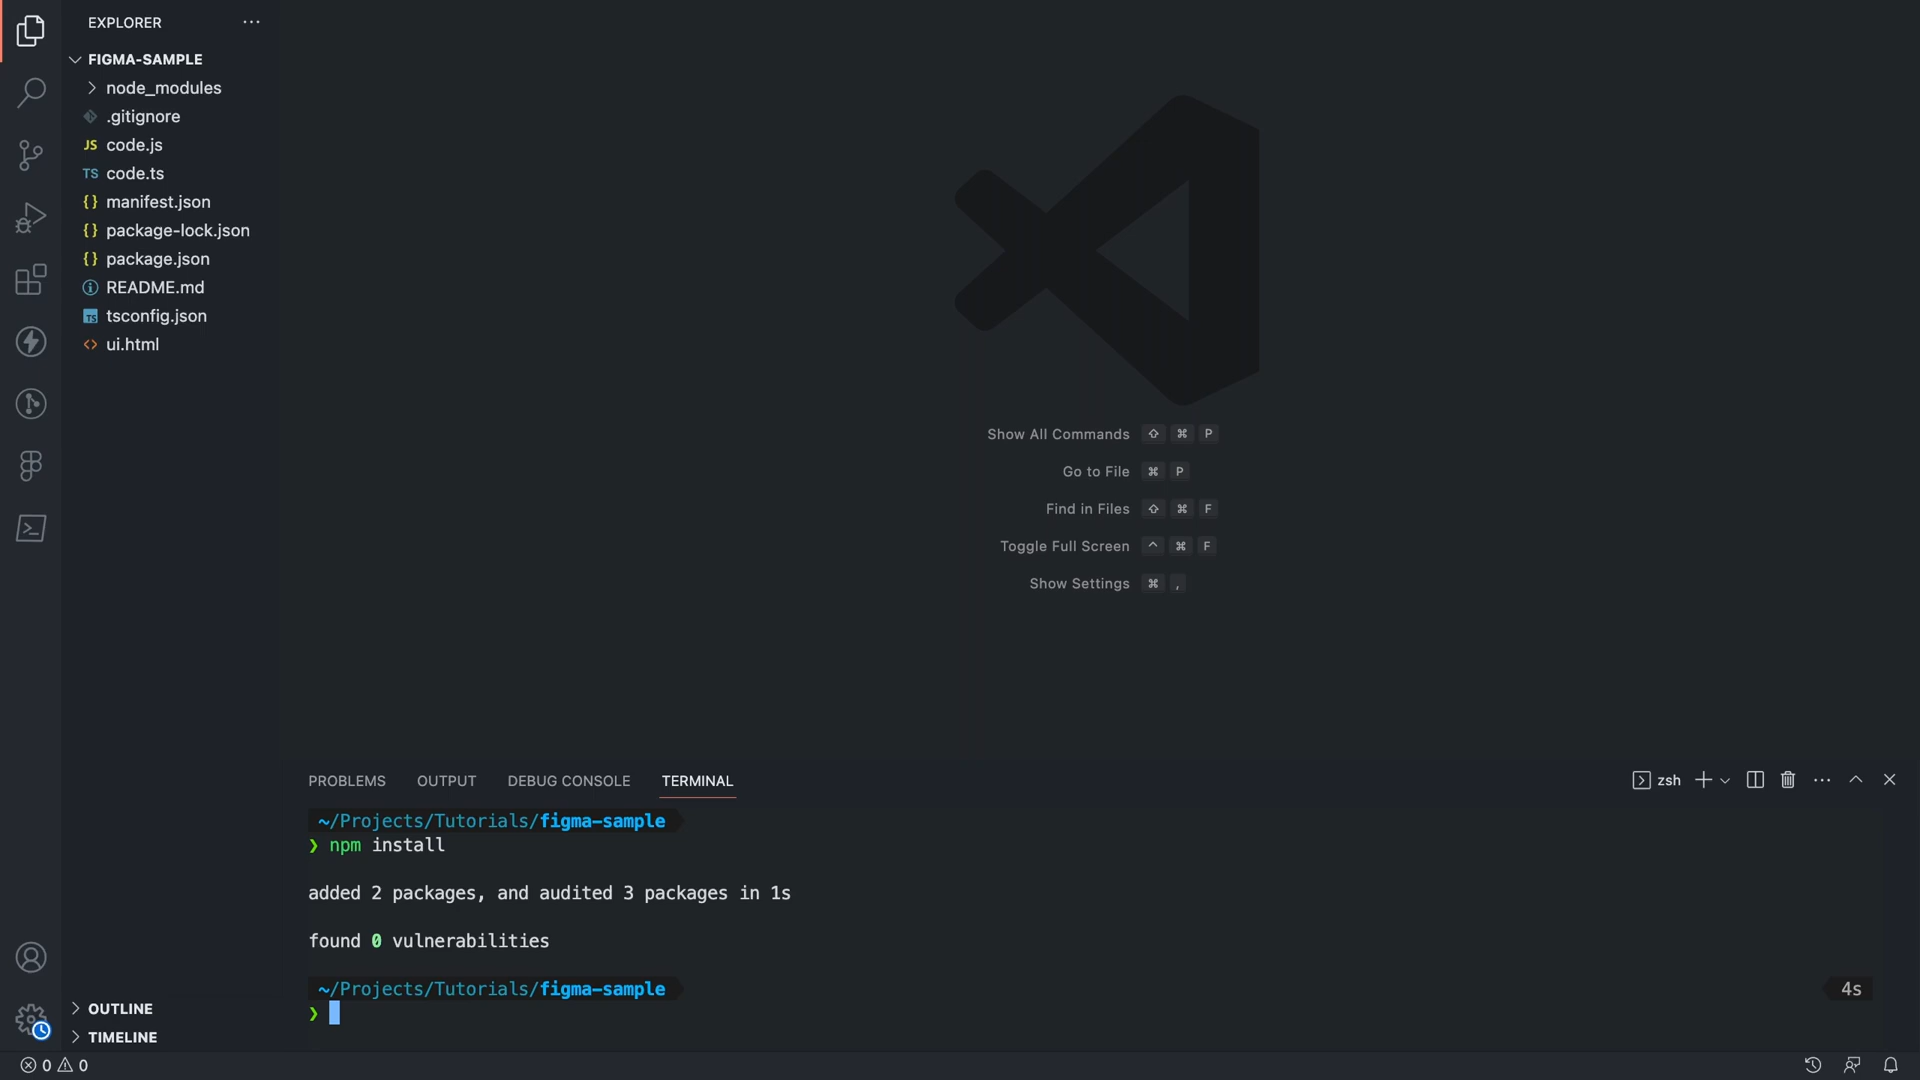 EXPLORER
FIGMA-SAMPLE
node_modules
.gitignore
JS code.js
TS code.ts
{} manifest.json
{} package-lock.json
{} package.json
README.md
TS tsconfig.json
<> ui.html
OUTLINE
TIMELINE
Show All Commands ⇧ ⌘ P
Go to File ⌘ P
Find in Files ⇧ ⌘ F
Toggle Full Screen ^ ⌘ F
Show Settings ⌘ ,
PROBLEMS OUTPUT DEBUG CONSOLE TERMINAL zsh
~/Projects/Tutorials/figma-sample
❯ npm install
added 2 packages, and audited 3 packages in 1s
found 0 vulnerabilities
~/Projects/Tutorials/figma-sample 4s
❯
0 0